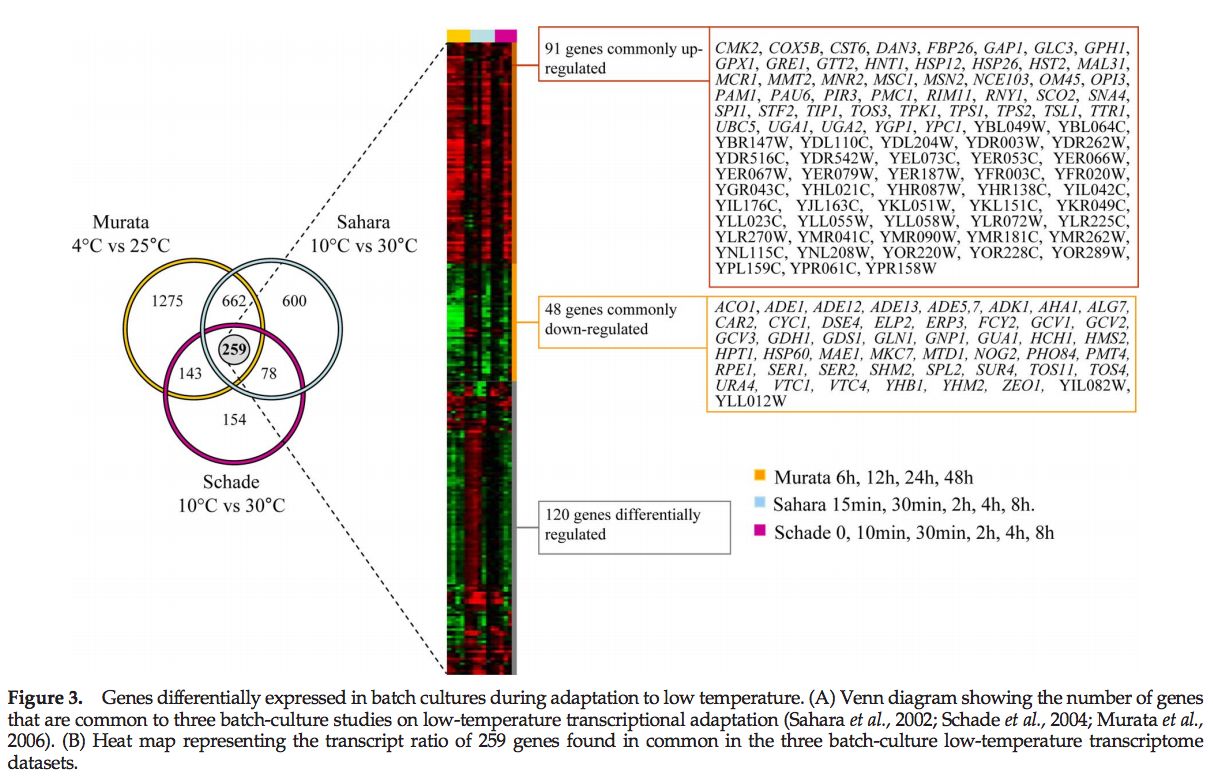 91 genes commonly up-
regulated
CMK2, COX5B, CST6, DAN3, FBP26, GAP1, GLC3, GPH1,
GPX1, GRE1, GTT2, HNT1, HSP12, HSP26, HST2, MAL31,
MCR1, MMT2, MNR2, MSC1, MSN2, NCE103, OM45, OPI3,
PAM1, PAU6, PIR3, PMC1, RIM11, RNY1, SCO2, SNA4,
SPI1, STF2, TIP1, TOS3, TPK1, TPS1, TPS2, TSL1, TTR1,
UBC5, UGA1, UGA2, YGP1, YPC1, YBL049W, YBL064C,
YBR147W, YDL110C, YDL204W, YDR003W, YDR262W,
YDR516C, YDR542W, YEL073C, YER053C, YER066W,
YER067W, YER079W, YER187W, YFR003C, YFR020W,
YGR043C, YHL021C, YHR087W, YHR138C, YIL042C,
YIL176C, YJL163C, YKL051W, YKL151C, YKR049C,
YLL023C, YLL055W, YLL058W, YLR072W, YLR225C,
YLR270W, YMR041C, YMR090W, YMR181C, YMR262W,
YNL115C, YNL208W, YOR220W, YOR228C, YOR289W,
YPL159C, YPR061C, YPR158W
Murata
4°C vs 25°C
Sahara
10°C vs 30°C
1275
662
600
259
143
78
154
Schade
10°C vs 30°C
48 genes commonly
down-regulated
ACO1, ADE1, ADE12, ADE13, ADE5,7, ADK1, AHA1, ALG7,
CAR2, CYC1, DSE4, ELP2, ERP3, FCY2, GCV1, GCV2,
GCV3, GDH1, GDS1, GLN1, GNP1, GUA1, HCH1, HMS2,
HPT1, HSP60, MAE1, MKC7, MTD1, NOG2, PHO84, PMT4,
RPE1, SER1, SER2, SHM2, SPL2, SUR4, TOS11, TOS4,
URA4, VTC1, VTC4, YHB1, YHM2, ZEO1, YIL082W,
YLL012W
120 genes differentially
regulated
Murata 6h, 12h, 24h, 48h
Sahara 15min, 30min, 2h, 4h, 8h.
Schade 0, 10min, 30min, 2h, 4h, 8h
Figure 3. Genes differentially expressed in batch cultures during adaptation to low temperature. (A) Venn diagram showing the number of genes
that are common to three batch-culture studies on low-temperature transcriptional adaptation (Sahara et al., 2002; Schade et al., 2004; Murata et al.,
2006). (B) Heat map representing the transcript ratio of 259 genes found in common in the three batch-culture low-temperature transcriptome
datasets.